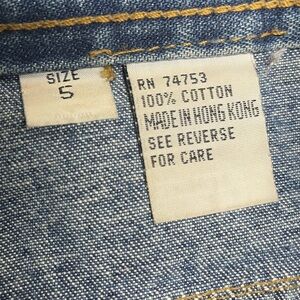 SIZE
5
RN 74753
100% COTTON
MADE IN HONG KONG
SEE REVERSE
FOR CARE